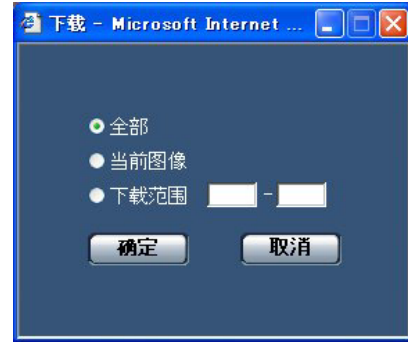 下载 - Microsoft Internet ...
全部
当前图像
下载范围 -
确定 取消